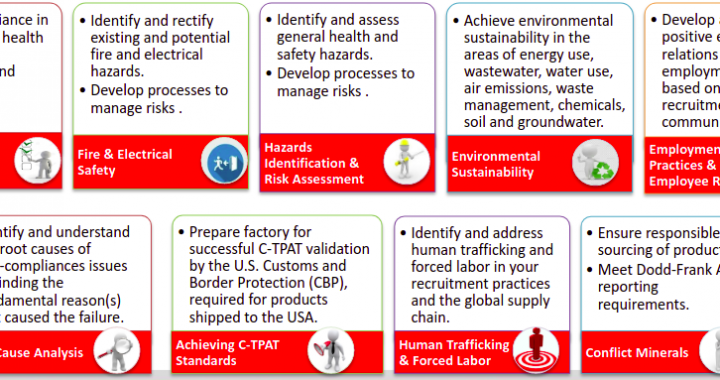 iance in
health
nd
• Identify and rectify
existing and potential
fire and electrical
hazards.
• Develop processes to
manage risks .
Fire & Electrical
Safety
• Identify and assess
general health and
safety hazards.
• Develop processes to
manage risks .
Hazards
Identification &
Risk Assessment
• Achieve environmental
sustainability in the
areas of energy use,
wastewater, water use,
air emissions, waste
management, chemicals,
soil and groundwater.
Environmental
Sustainability
• Develop
positive e
relations
employm
based on
recruitme
commun
Employmen
Practices &
Employee R
ntify and understand
root causes of
-compliances issues
inding the
damental reason(s)
t caused the failure.
Cause Analysis
• Prepare factory for
successful C-TPAT validation
by the U.S. Customs and
Border Protection (CBP),
required for products
shipped to the USA.
Achieving C-TPAT
Standards
• Identify and address
human trafficking and
forced labor in your
recruitment practices
and the global supply
chain.
Human Trafficking
& Forced Labor
• Ensure responsible
sourcing of product
• Meet Dodd-Frank A
reporting
requirements.
Conflict Minerals